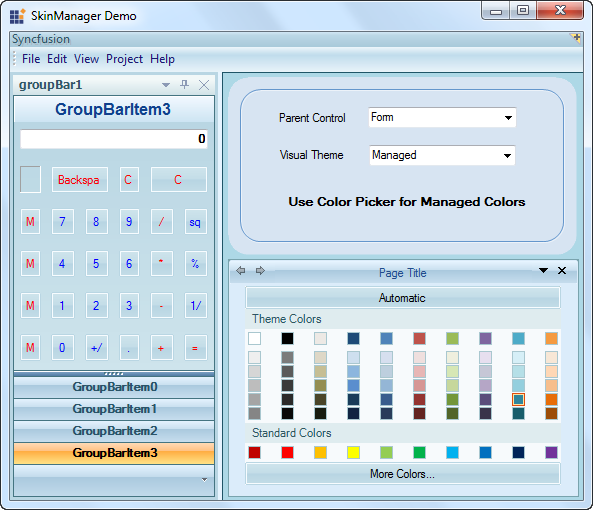 SkinManager Demo
Syncfusion
File Edit View Project Help
groupBar1
GroupBarItem3
0
Backspa C C
M 7 8 9 / sq
M 4 5 6 * %
M 1 2 3 - 1/
M 0 +/ . + =
GroupBarItem0
GroupBarItem1
GroupBarItem2
GroupBarItem3
Parent Control Form
Visual Theme Managed
Use Color Picker for Managed Colors
Page Title
Automatic
Theme Colors
Standard Colors
More Colors...